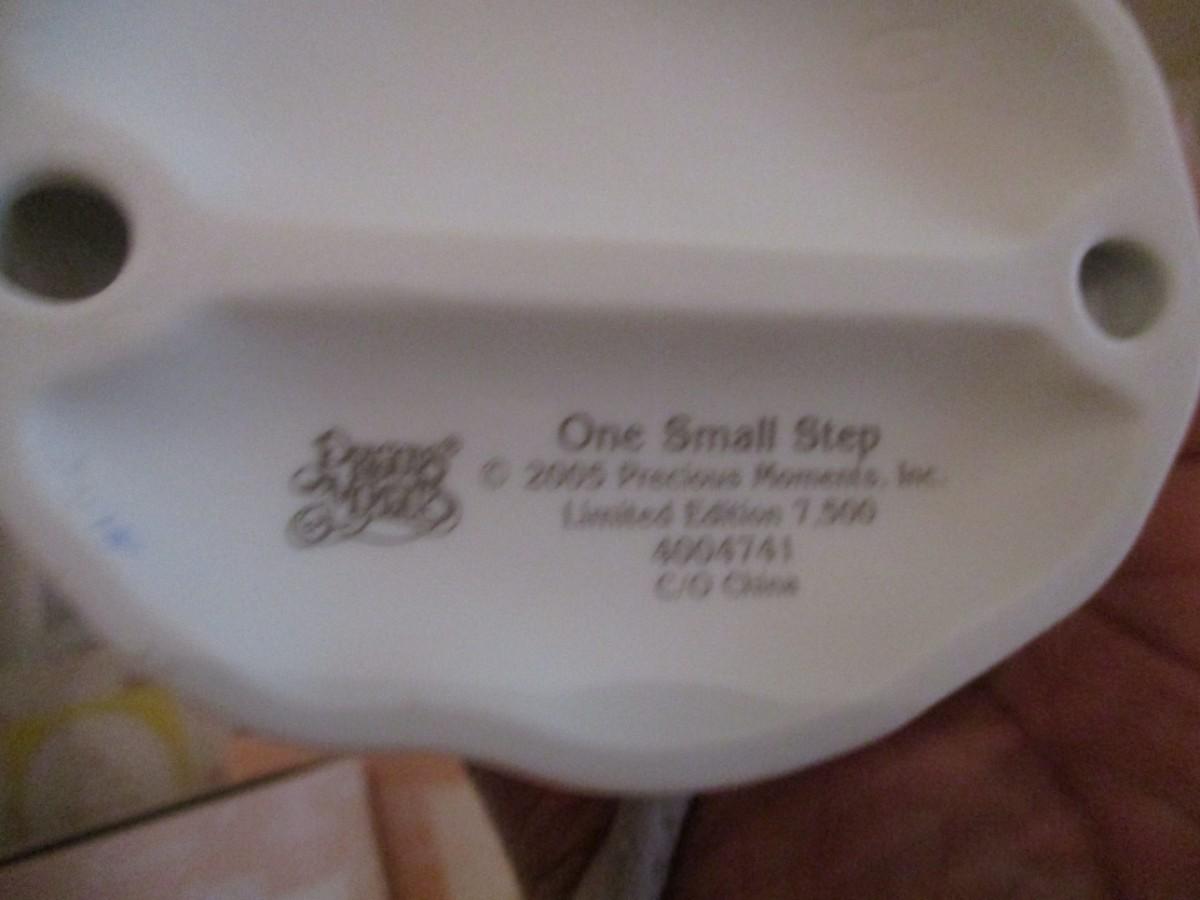 Precious Moments®
One Small Step
© 2005 Precious Moments, Inc.
Limited Edition 7,500
4004741
C/O China